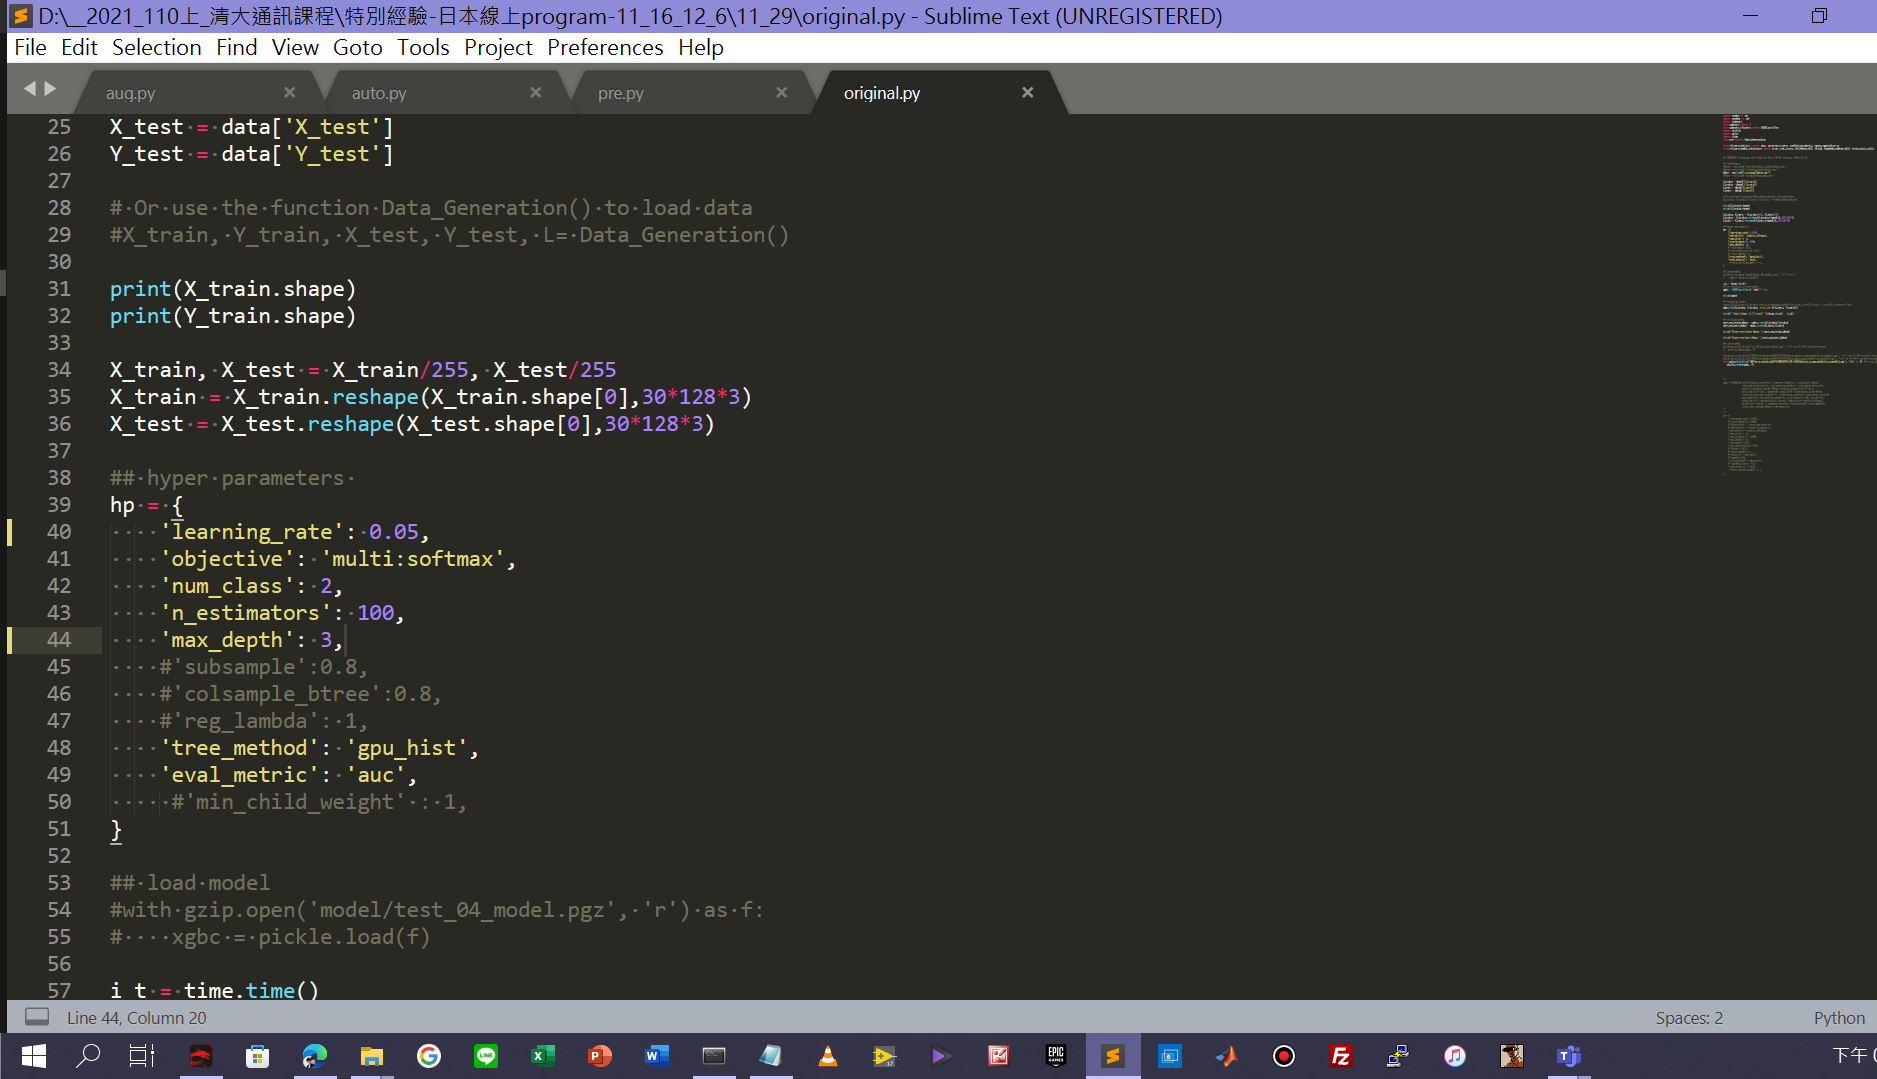 D:\__2021_110上_清大通訊課程\特別經驗-日本線上program-11_16_12_6\11_29\original.py - Sublime Text (UNREGISTERED)
File Edit Selection Find View Goto Tools Project Preferences Help
aug.py auto.py pre.py original.py
25 X_test = data['X_test']
26 Y_test = data['Y_test']
27
28 # Or use the function Data_Generation() to load data
29 #X_train, Y_train, X_test, Y_test, L= Data_Generation()
30
31 print(X_train.shape)
32 print(Y_train.shape)
33
34 X_train, X_test = X_train/255, X_test/255
35 X_train = X_train.reshape(X_train.shape[0],30*128*3)
36 X_test = X_test.reshape(X_test.shape[0],30*128*3)
37
38 ## hyper parameters
39 hp = {
40     'learning_rate': 0.05,
41     'objective': 'multi:softmax',
42     'num_class': 2,
43     'n_estimators': 100,
44     'max_depth': 3,
45     #'subsample':0.8,
46     #'colsample_btree':0.8,
47     #'reg_lambda': 1,
48     'tree_method': 'gpu_hist',
49     'eval_metric': 'auc',
50      #'min_child_weight' : 1,
51 }
52
53 ## load model
54 #with gzip.open('model/test_04_model.pgz', 'r') as f:
55 #    xgbc = pickle.load(f)
56
57 i_t = time.time()
Line 44, Column 20 Spaces: 2 Python
下午